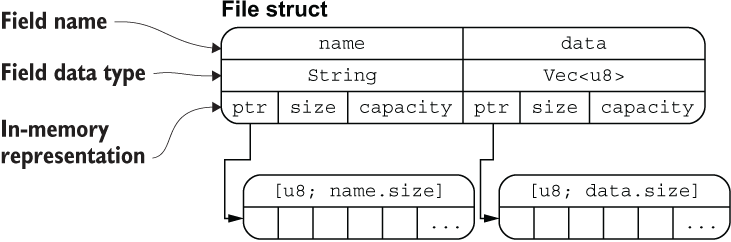 File struct
Field name
name data
Field data type
String Vec<u8>
ptr size capacity ptr size capacity
In-memory
representation
[u8; name.size] [u8; data.size]
... ...